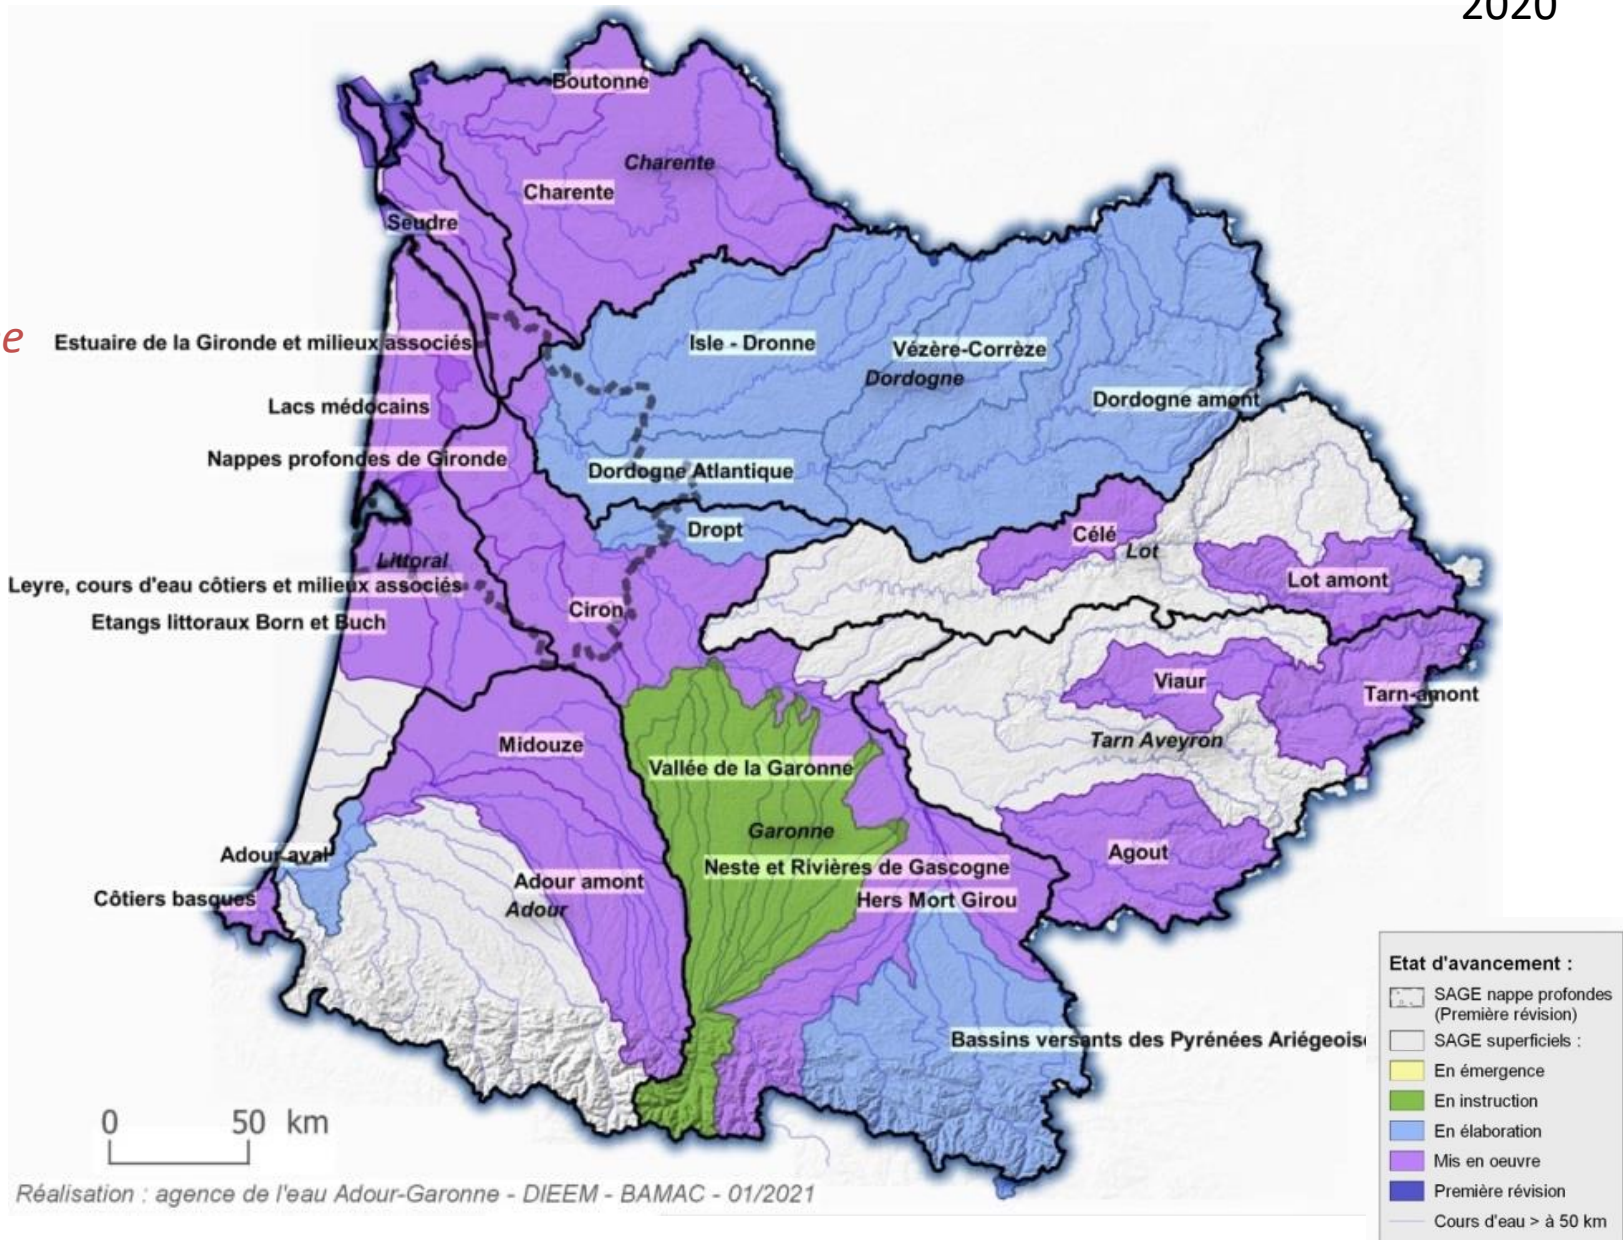 2020
Boutonne
Charente
Charente
Seudre
e
Estuaire de la Gironde et milieux associés
Isle - Dronne
Vézère-Corrèze
Dordogne
Dordogne amont
Lacs médocains
Nappes profondes de Gironde
Dordogne Atlantique
Dropt
Célé
Lot
Littoral
Leyre, cours d'eau côtiers et milieux associés
Lot amont
Ciron
Etangs littoraux Born et Buch
Viaur
Tarn-amont
Midouze
Tarn Aveyron
Vallée de la Garonne
Garonne
Adour aval
Agout
Neste et Rivières de Gascogne
Adour amont
Côtiers basques
Hers Mort Girou
Adour
Bassins versants des Pyrénées Ariégeois
Etat d'avancement :
SAGE nappe profondes
(Première révision)
SAGE superficiels :
En émergence
En instruction
En élaboration
Mis en oeuvre
Première révision
Cours d'eau > à 50 km
0 50 km
Réalisation : agence de l'eau Adour-Garonne - DIEEM - BAMAC - 01/2021